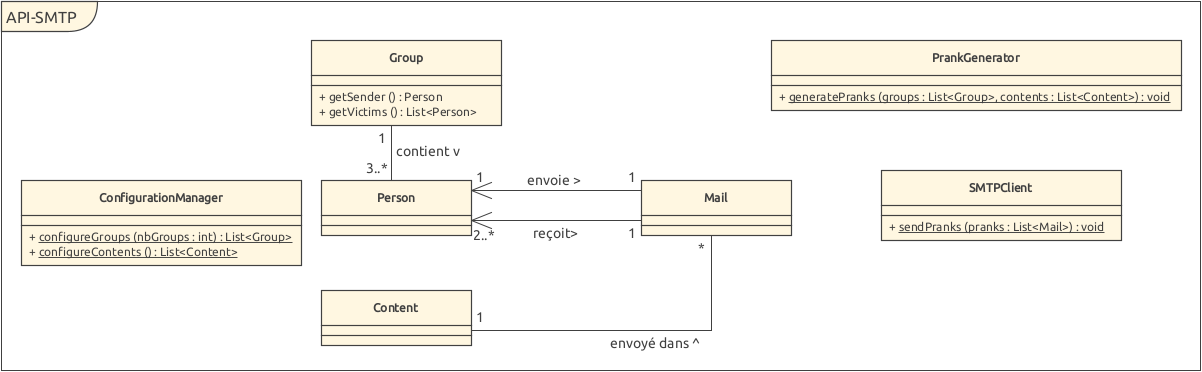 API-SMTP
Group
+ getSender () : Person
+ getVictims () : List<Person>
PrankGenerator
+ generatePranks (groups : List<Group>, contents : List<Content>) : void
1
contient v
3..*
ConfigurationManager
+ configureGroups (nbGroups : int) : List<Group>
+ configureContents () : List<Content>
Person
1
envoie >
1
2..*
reçoit>
1
Mail
*
SMTPClient
+ sendPranks (pranks : List<Mail>) : void
Content
1
envoyé dans ^